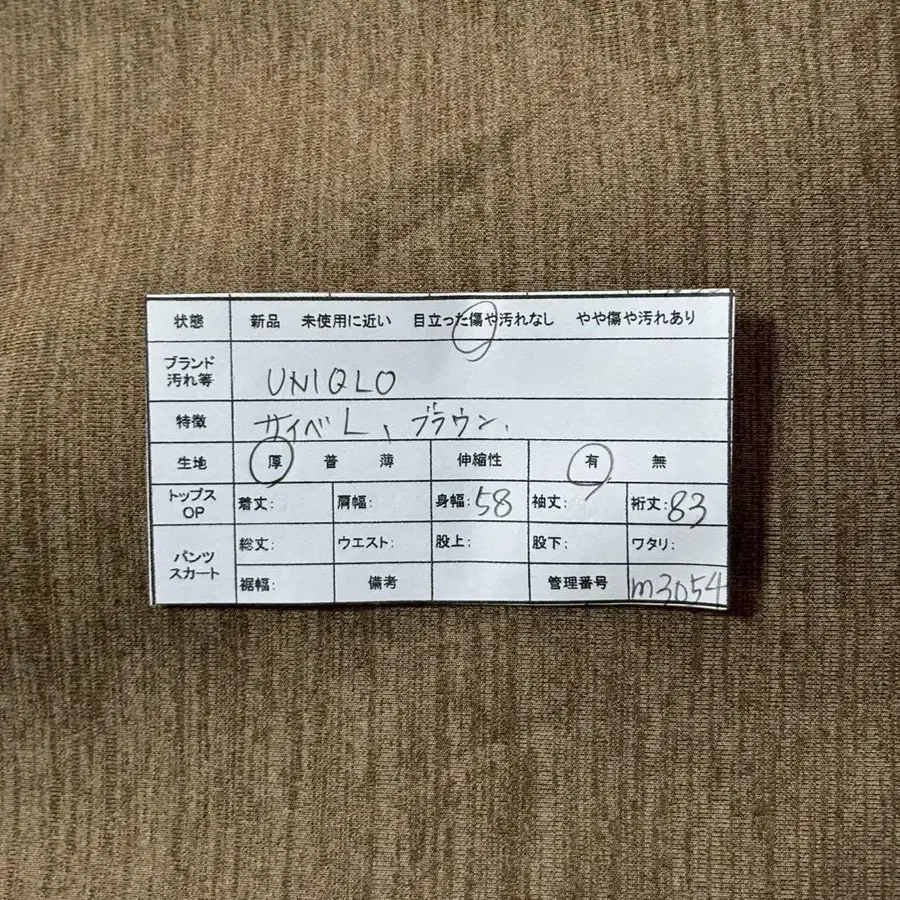 状態 新品 未使用に近い 目立った傷や汚れなし やや傷や汚れあり
ブランド
汚れ等 UNIQLO
特徴 サイベL、ブラウン、
生地 厚 普 薄 伸縮性 有 無
トップス
OP 着丈: 肩幅: 身幅:58 袖丈: 裄丈:83
パンツ
スカート 総丈: ウエスト: 股上: 股下: ワタリ:
裾幅: 備考 管理番号 m3054